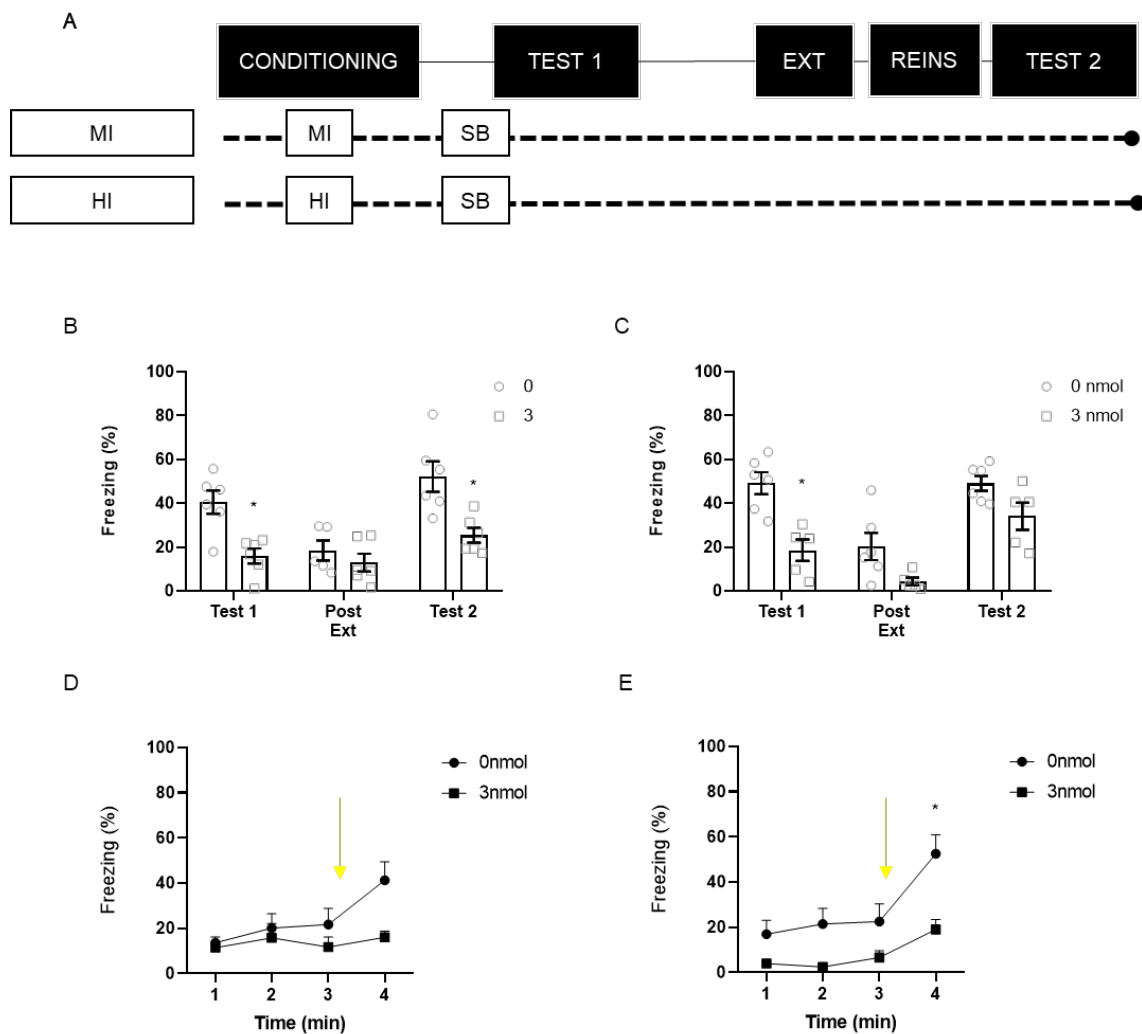 A
CONDITIONING TEST 1 EXT REINS TEST 2
MI MI SB
HI HI SB
B
Freezing (%)
100
80
60
40
20
0
0
3
*
*
Test 1 Post Test 2
Ext
C
Freezing (%)
100
80
60
40
20
0
0 nmol
3 nmol
*
Test 1 Post Test 2
Ext
D
Freezing (%)
100
80
60
40
20
0
0nmol
3nmol
1 2 3 4
Time (min)
E
Freezing (%)
100
80
60
40
20
0
0nmol
3nmol
*
1 2 3 4
Time (min)